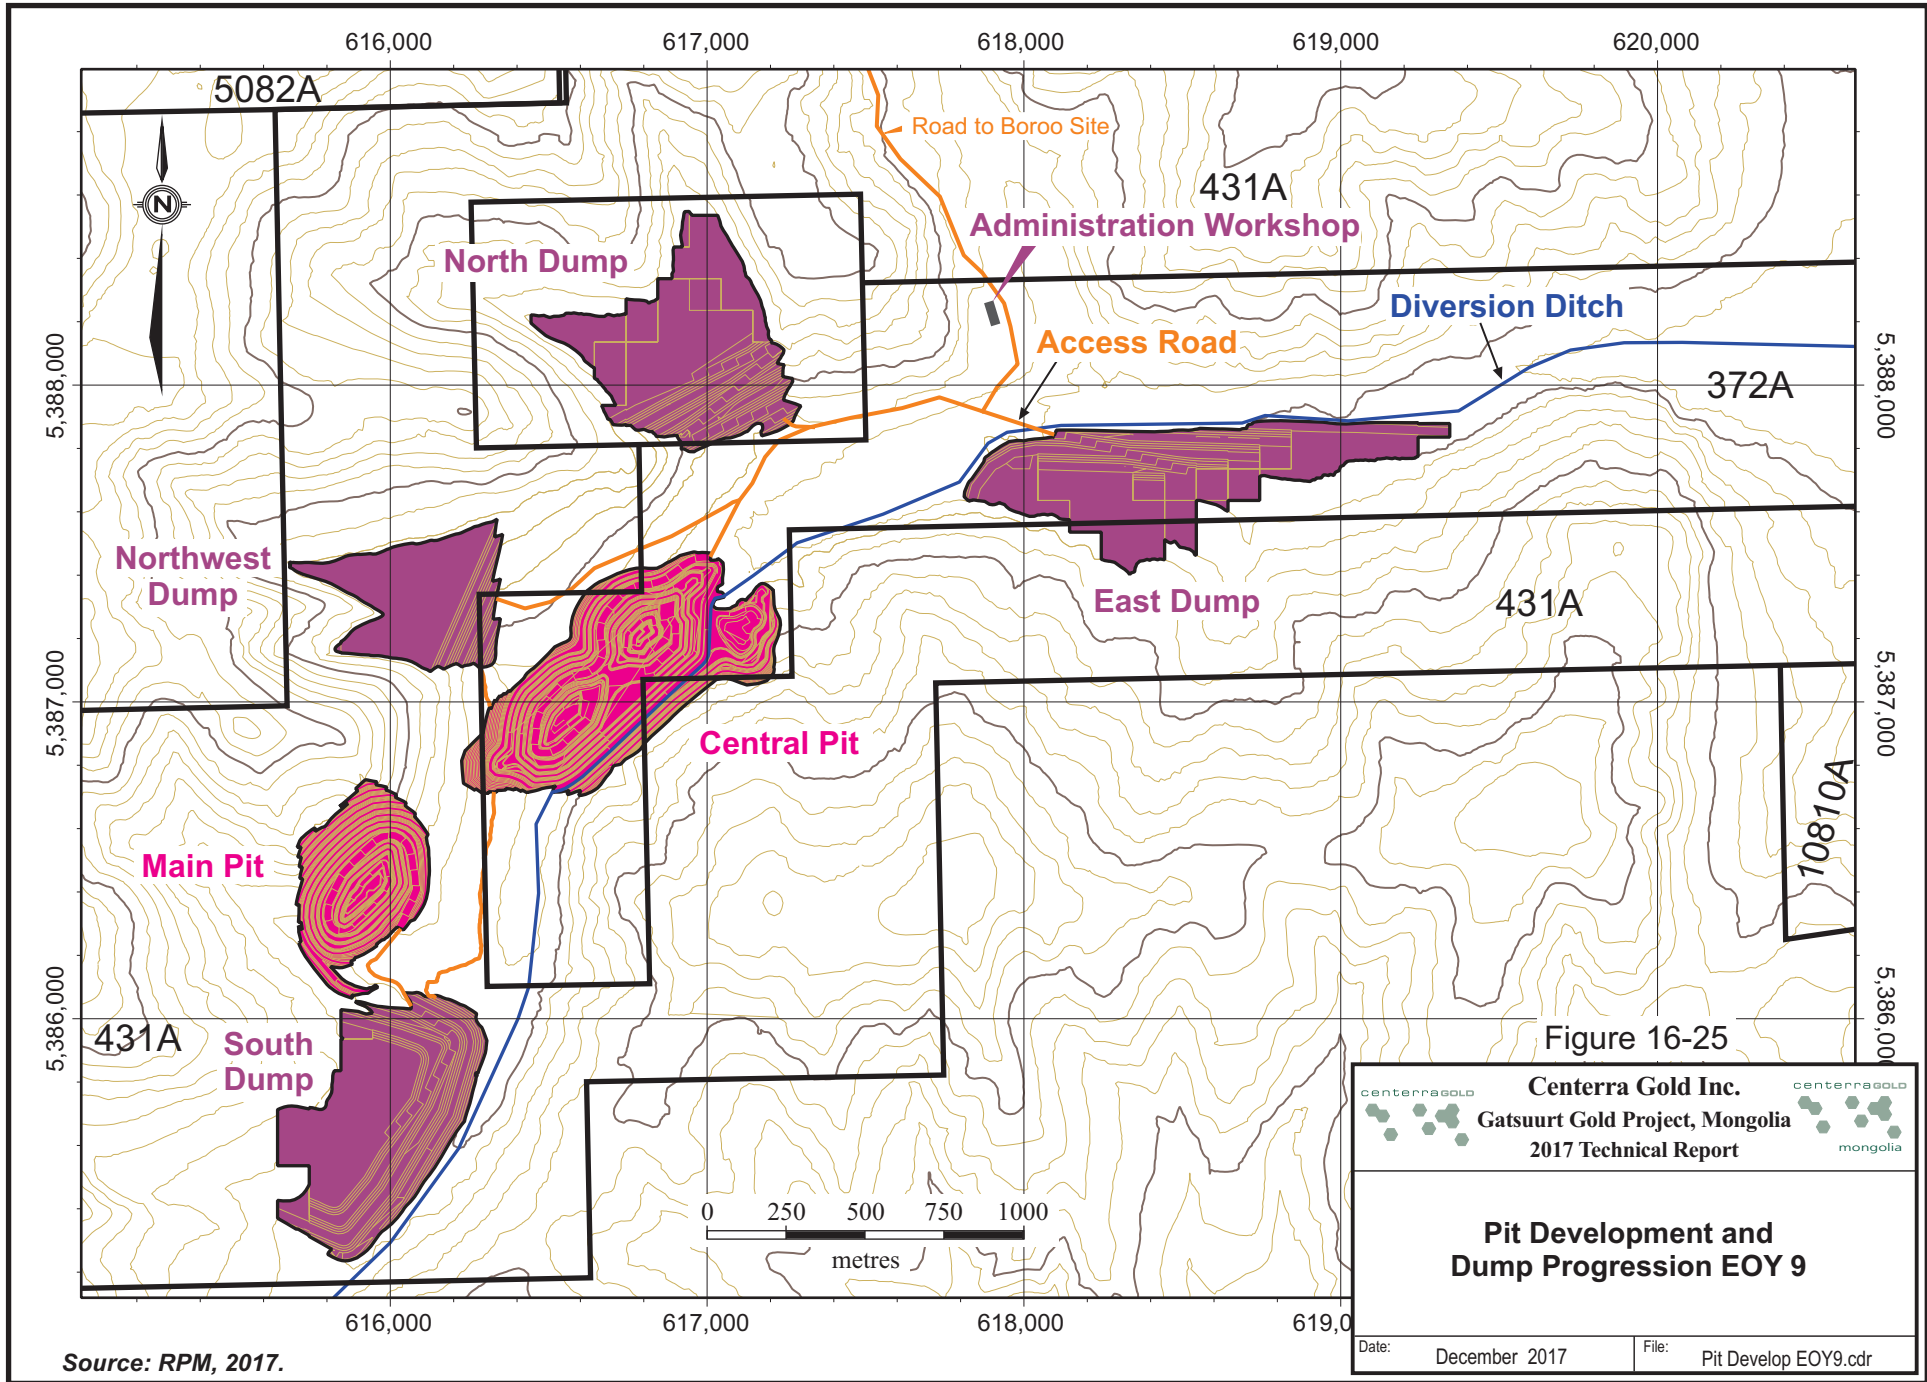 616,000
617,000
618,000
619,000
620,000
5082A
Road to Boroo Site
431A
Administration Workshop
North Dump
Diversion Ditch
Access Road
5,388,000
5,388,000
372A
N
Northwest
Dump
East Dump
431A
5,387,000
5,387,000
Central Pit
10810A
Main Pit
5,386,000
5,386,000
431A
South
Dump
Figure 16-25
centerraGOLD
Centerra Gold Inc.
Gatsuurt Gold Project, Mongolia
2017 Technical Report
centerraGOLD
mongolia
0 250 500 750 1000
metres
Pit Development and
Dump Progression EOY 9
616,000
617,000
618,000
619,0
Date: December 2017
File: Pit Develop EOY9.cdr
Source: RPM, 2017.